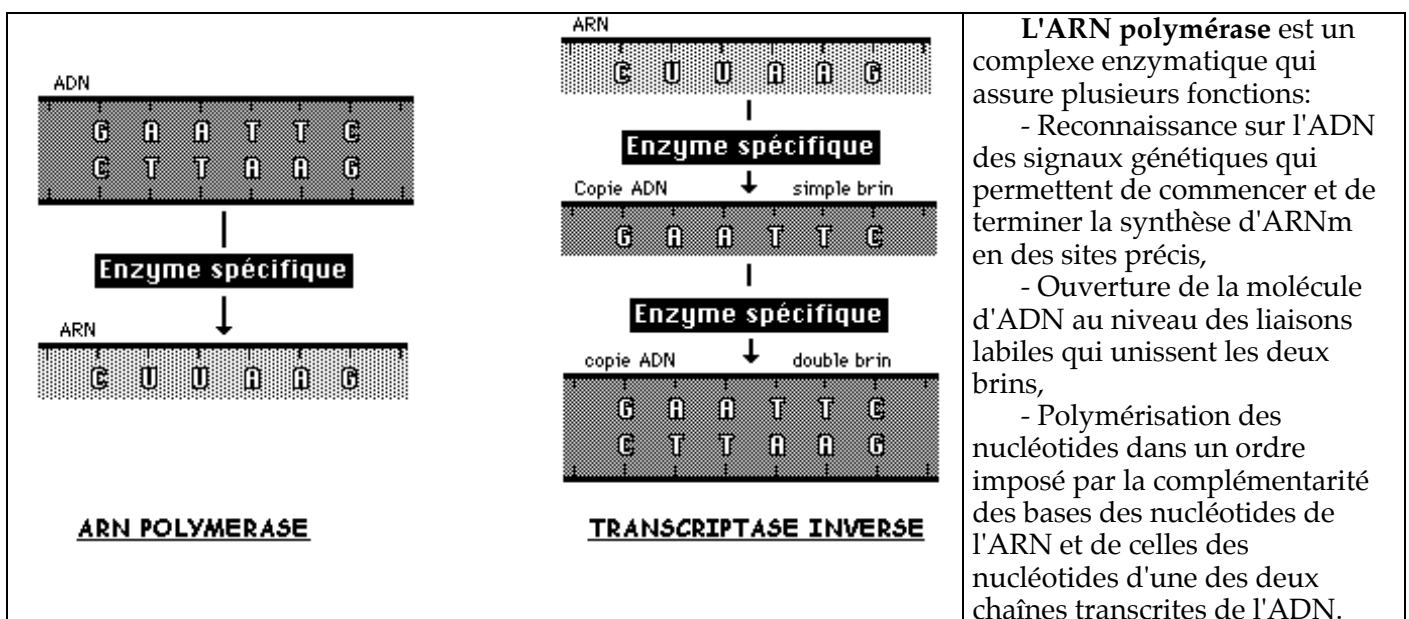 ADN
G A A T T C
C T T A A G
Enzyme spécifique
ARN
C U U A A G
ARN POLYMERASE
ARN
C U U A A G
Enzyme spécifique
Copie ADN simple brin
G A A T T C
Enzyme spécifique
copie ADN double brin
G A A T T C
C T T A A G
TRANSCRIPTASE INVERSE
L'ARN polymérase est un
complexe enzymatique qui
assure plusieurs fonctions:
- Reconnaissance sur l'ADN
des signaux génétiques qui
permettent de commencer et de
terminer la synthèse d'ARNm
en des sites précis,
- Ouverture de la molécule
d'ADN au niveau des liaisons
labiles qui unissent les deux
brins,
- Polymérisation des
nucléotides dans un ordre
imposé par la complémentarité
des bases des nucléotides de
l'ARN et de celles des
nucléotides d'une des deux
chaînes transcrites de l'ADN.